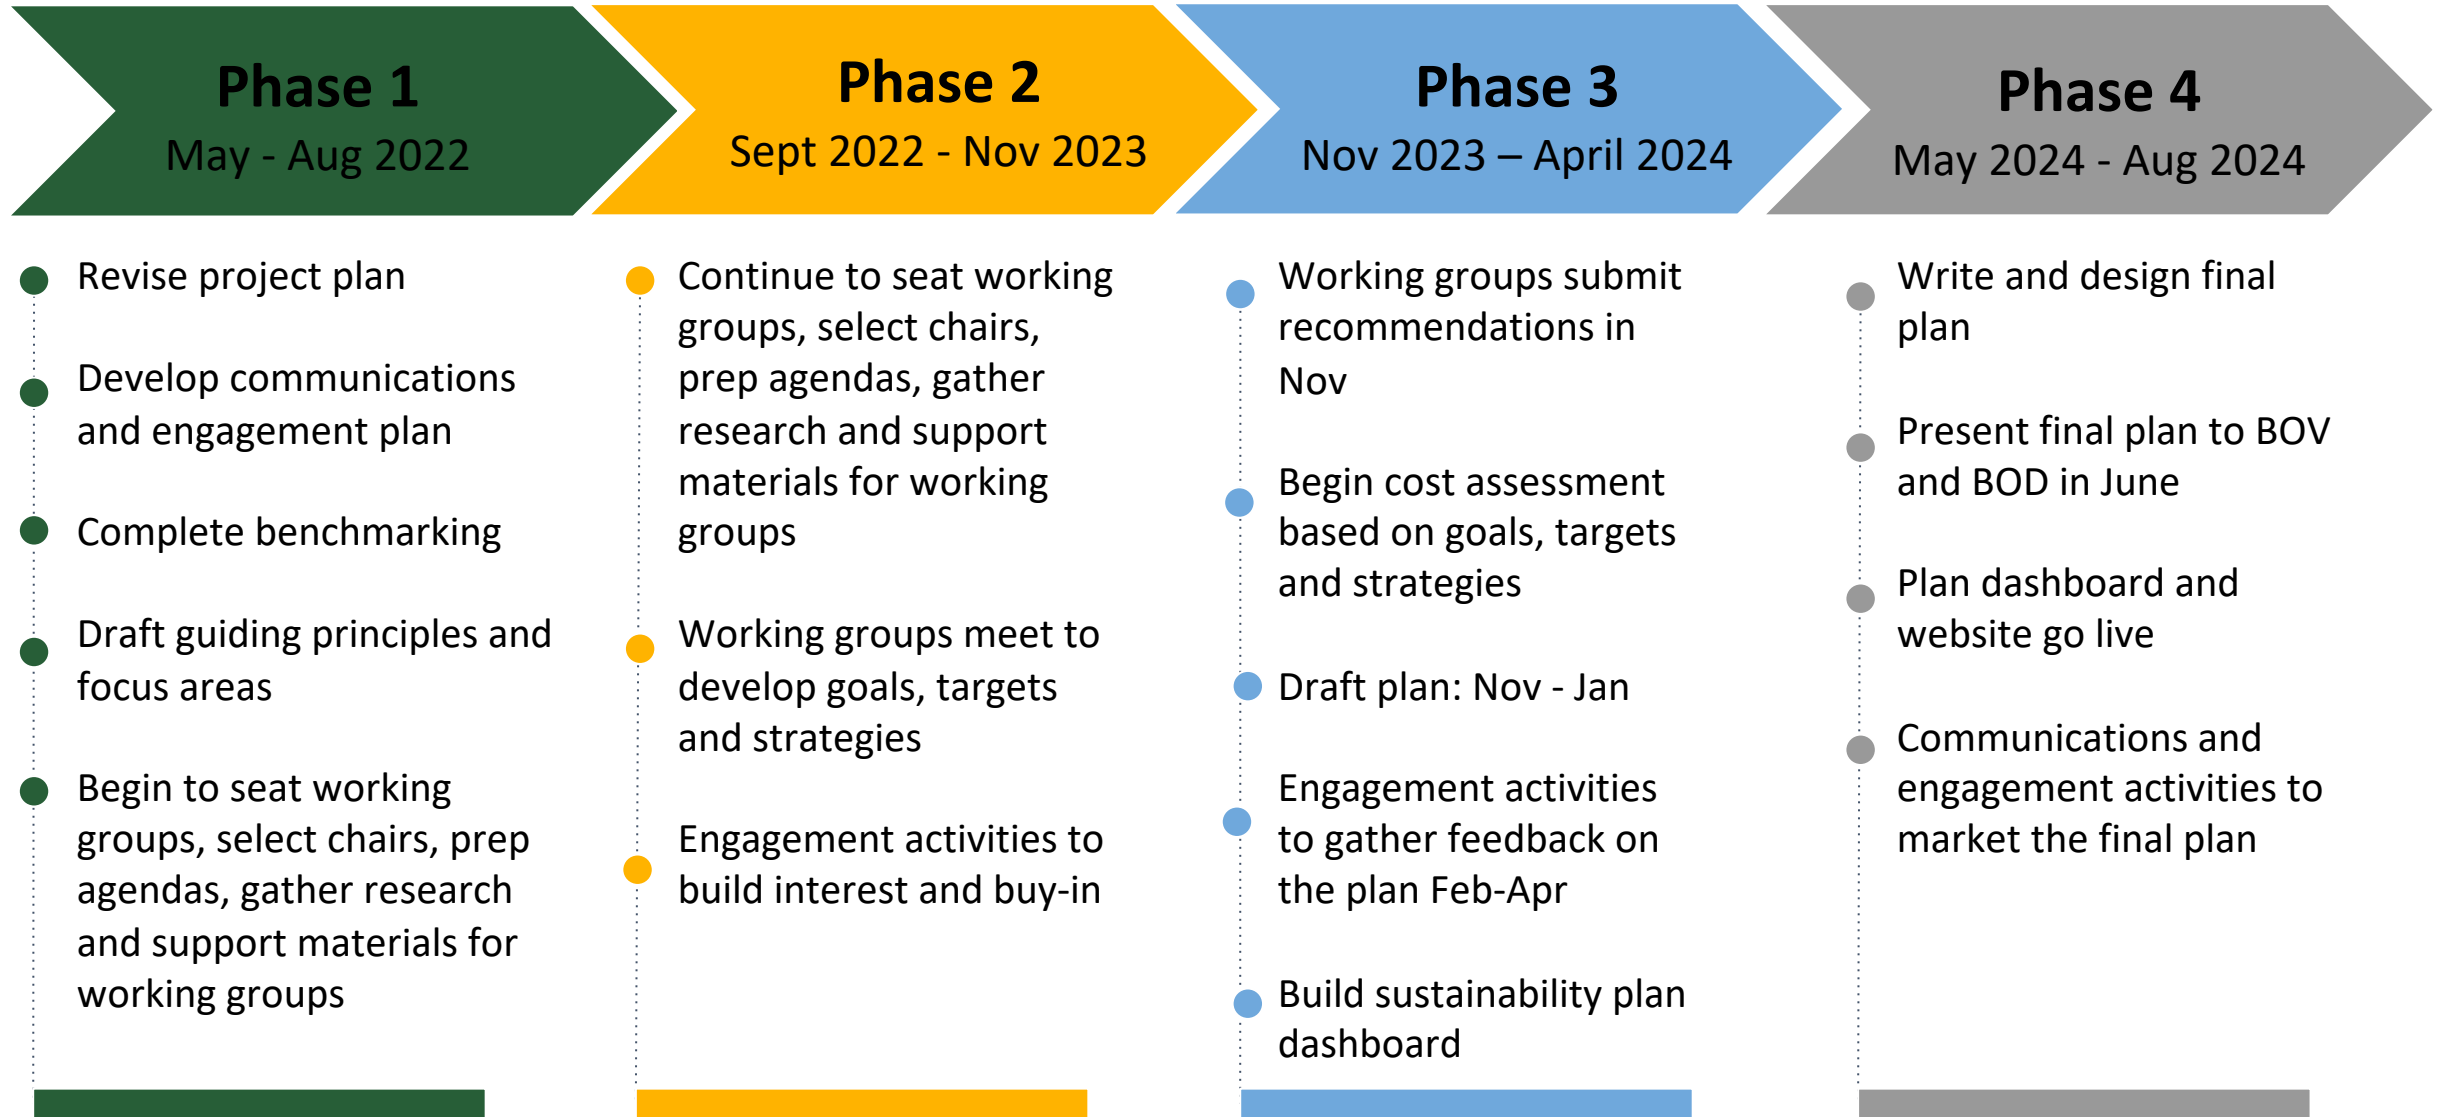 Phase 1
May - Aug 2022
Revise project plan
Develop communications
and engagement plan
Complete benchmarking
Draft guiding principles and
focus areas
Begin to seat working
groups, select chairs, prep
agendas, gather research
and support materials for
working groups
Phase 2
Sept 2022 - Nov 2023
Continue to seat working
groups, select chairs,
prep agendas, gather
research and support
materials for working
groups
Working groups meet to
develop goals, targets
and strategies
Engagement activities to
build interest and buy-in
Phase 3
Nov 2023 – April 2024
Working groups submit
recommendations in
Nov
Begin cost assessment
based on goals, targets
and strategies
Draft plan: Nov - Jan
Engagement activities
to gather feedback on
the plan Feb-Apr
Build sustainability plan
dashboard
Phase 4
May 2024 - Aug 2024
Write and design final
plan
Present final plan to BOV
and BOD in June
Plan dashboard and
website go live
Communications and
engagement activities to
market the final plan